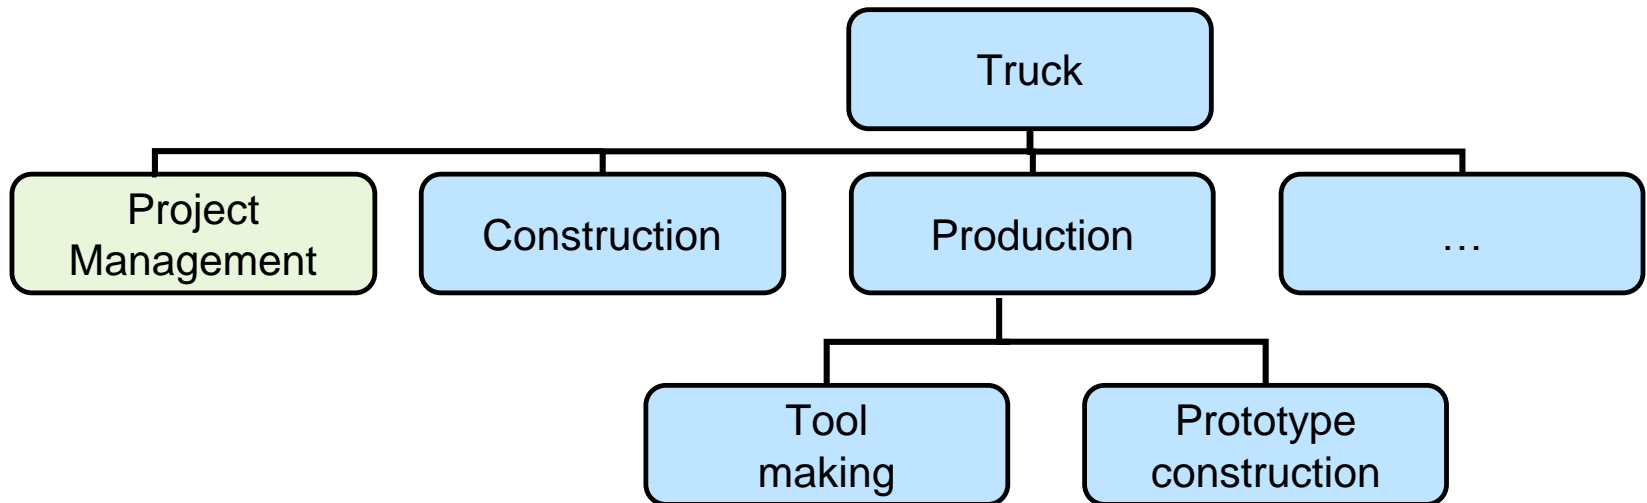 Truck
Project
Management
Construction
Production
…
Tool
making
Prototype
construction